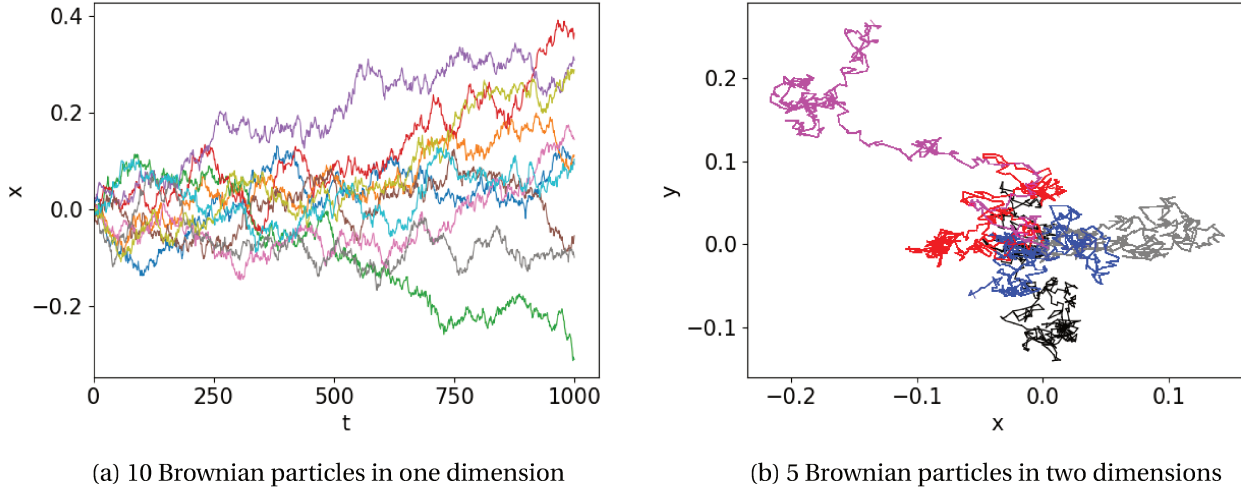 0.4
0.2
0.0
−0.2
x
0
250
500
750
1000
t
(a) 10 Brownian particles in one dimension
0.2
0.1
0.0
−0.1
y
−0.2
−0.1
0.0
0.1
x
(b) 5 Brownian particles in two dimensions